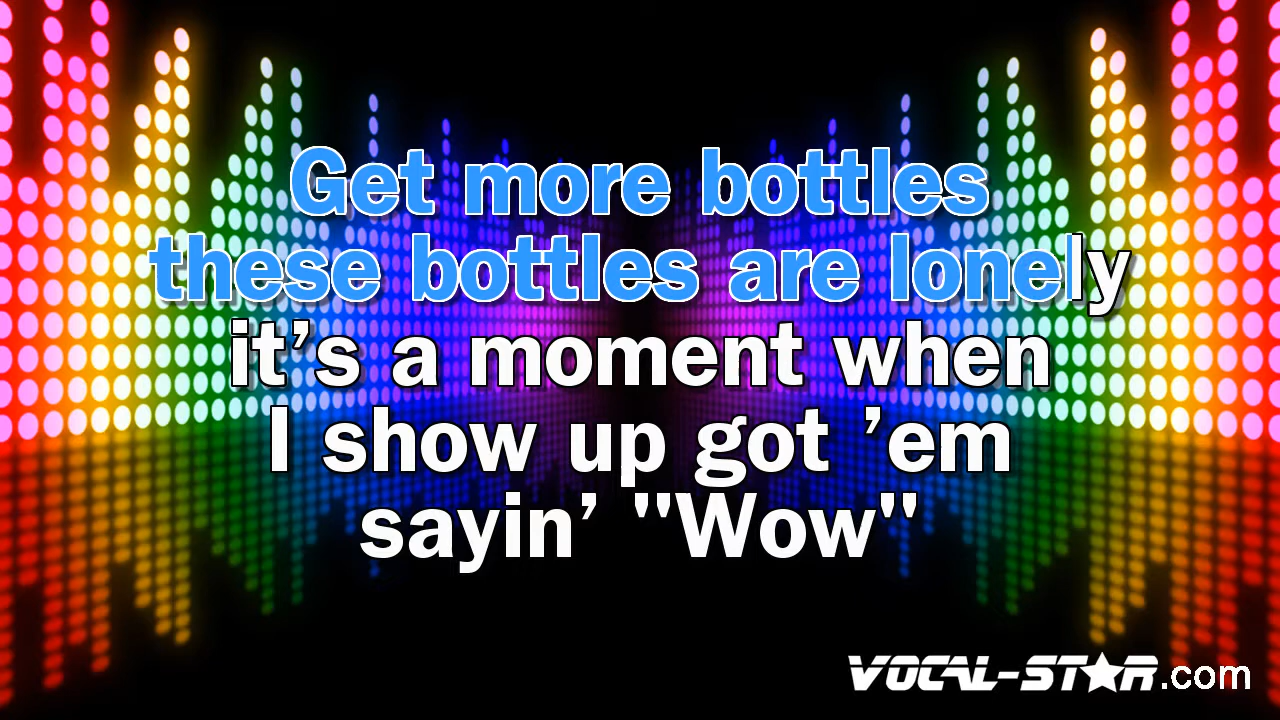 Get more bottles
these bottles are lonely
it’s a moment when
I show up got ’em
sayin’ "Wow"
VOCAL-STAR.com